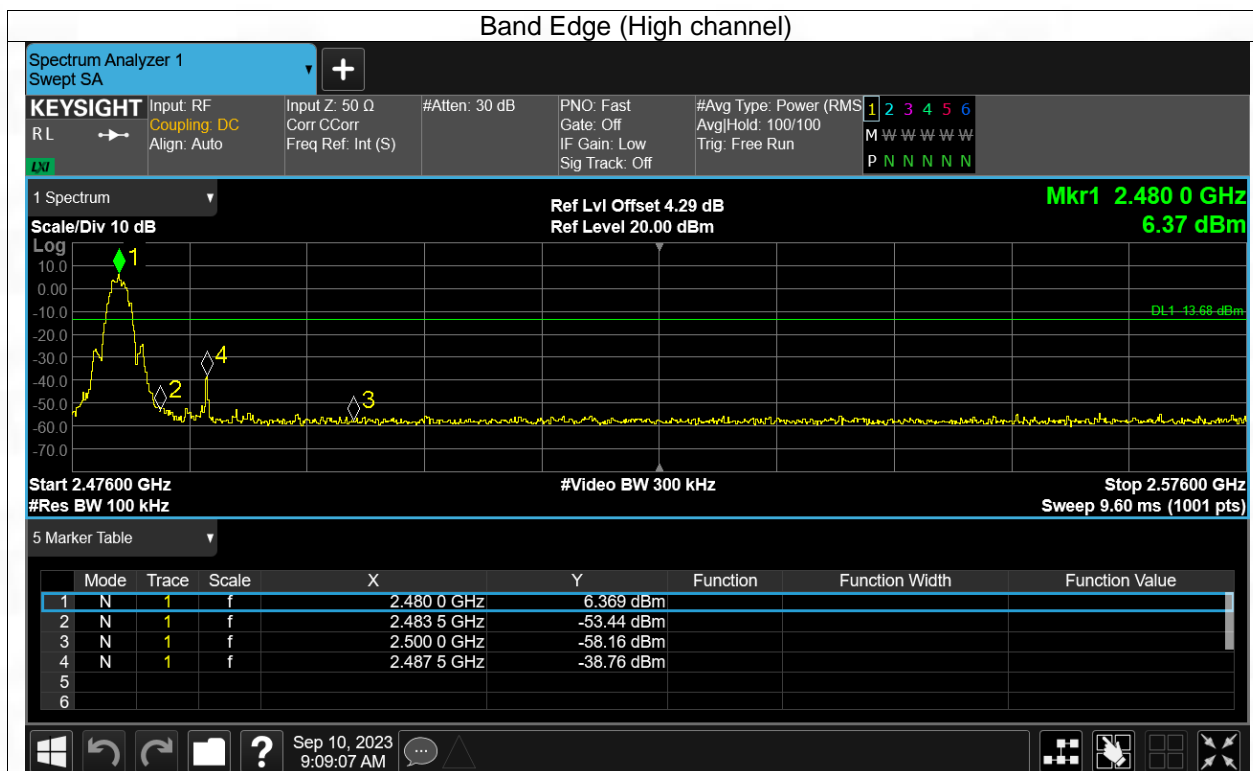 Band Edge (High channel)
Spectrum Analyzer 1
Swept SA
+
KEYSIGHT
RL
LXI
Input: RF
Coupling: DC
Align: Auto
Input Z: 50 Ω
Corr CCorr
Freq Ref: Int (S)
#Atten: 30 dB
PNO: Fast
Gate: Off
IF Gain: Low
Sig Track: Off
#Avg Type: Power (RMS
Avg|Hold: 100/100
Trig: Free Run
1 2 3 4 5 6
M W W W W W
P N N N N N
1 Spectrum
Scale/Div 10 dB
Ref Lvl Offset 4.29 dB
Ref Level 20.00 dBm
Mkr1 2.480 0 GHz
6.37 dBm
Log
10.0
0.00
-10.0
-20.0
-30.0
-40.0
-50.0
-60.0
-70.0
1
2
4
3
DL1 -13.68 dBm
Start 2.47600 GHz
#Res BW 100 kHz
#Video BW 300 kHz
Stop 2.57600 GHz
Sweep 9.60 ms (1001 pts)
5 Marker Table
Mode Trace Scale X Y Function Function Width Function Value
1 N 1 f 2.480 0 GHz 6.369 dBm
2 N 1 f 2.483 5 GHz -53.44 dBm
3 N 1 f 2.500 0 GHz -58.16 dBm
4 N 1 f 2.487 5 GHz -38.76 dBm
5
6
?
Sep 10, 2023
9:09:07 AM